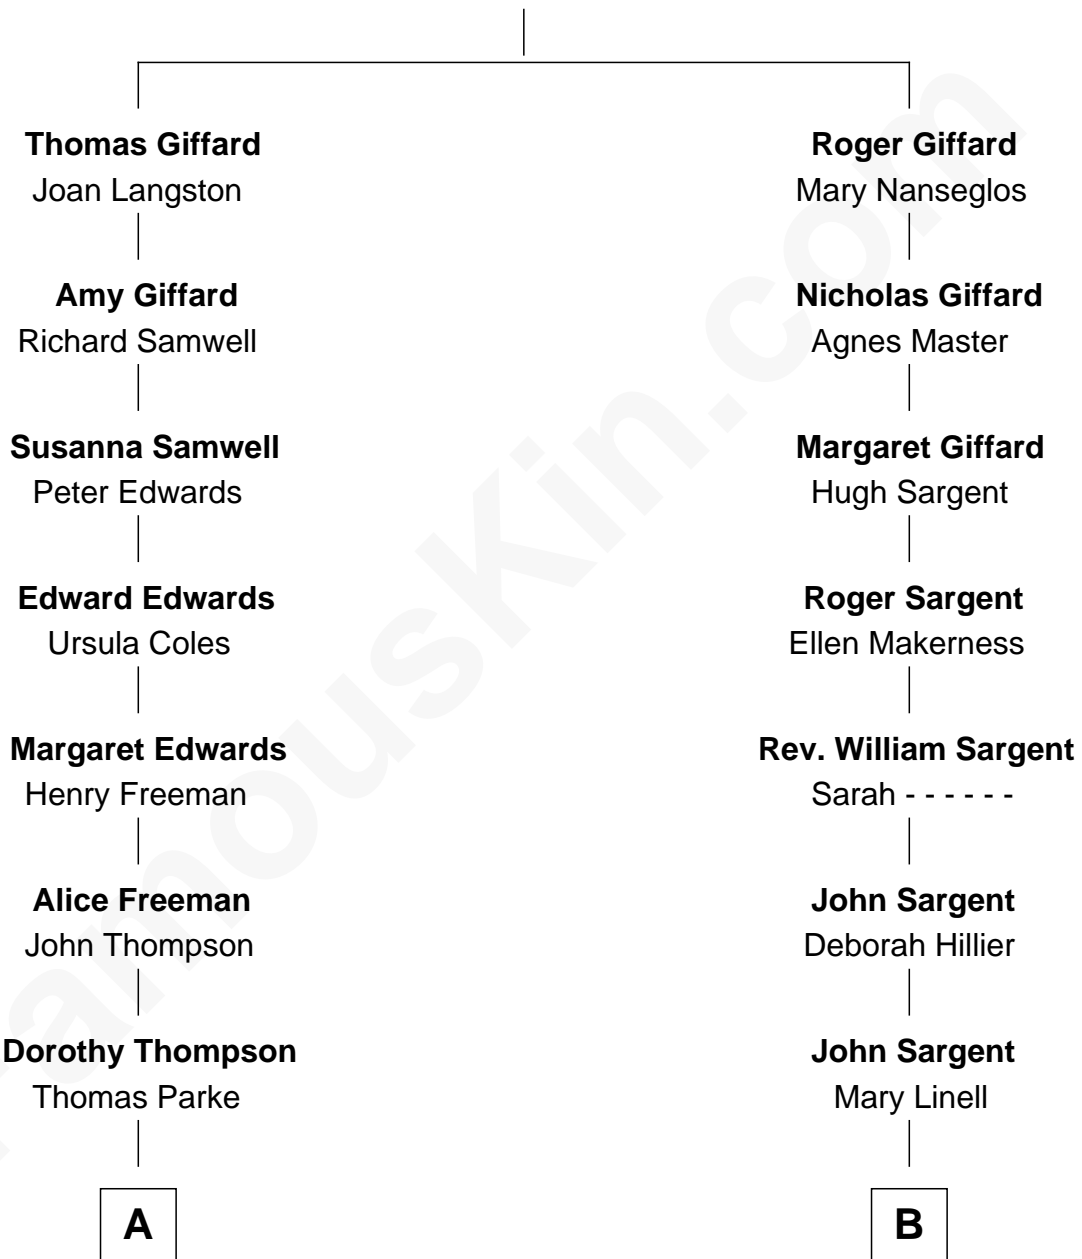 Thomas Giffard
Joan Langston
Amy Giffard
Richard Samwell
Susanna Samwell
Peter Edwards
Edward Edwards
Ursula Coles
Margaret Edwards
Henry Freeman
Alice Freeman
John Thompson
Dorothy Thompson
Thomas Parke
A
Roger Giffard
Mary Nanseglos
Nicholas Giffard
Agnes Master
Margaret Giffard
Hugh Sargent
Roger Sargent
Ellen Makerness
Rev. William Sargent
Sarah - - - - - -
John Sargent
Deborah Hillier
John Sargent
Mary Linell
B
FamousKin.com